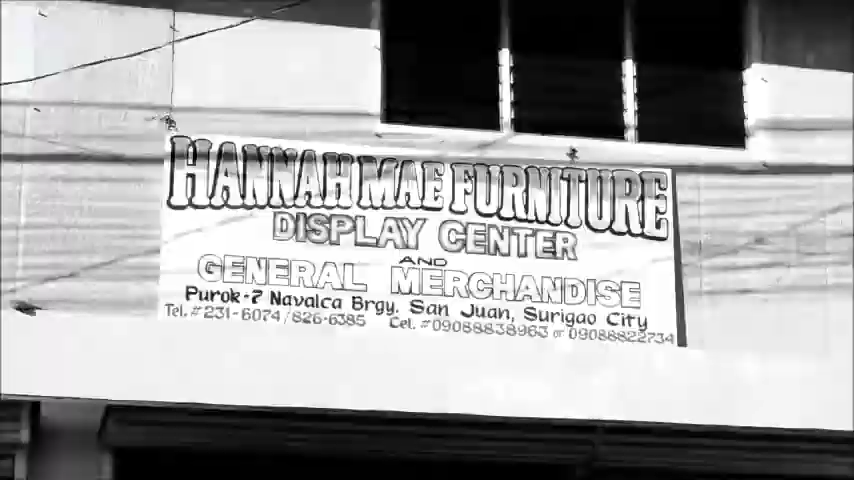 HANNAH MAE FURNITURE
DISPLAY CENTER
AND
GENERAL MERCHANDISE
Purok-7 Navalca Brgy. San Juan, Surigao City
Tel. # 231-6074 / 826-6385 Cel. # 09088838963 or 09088822734